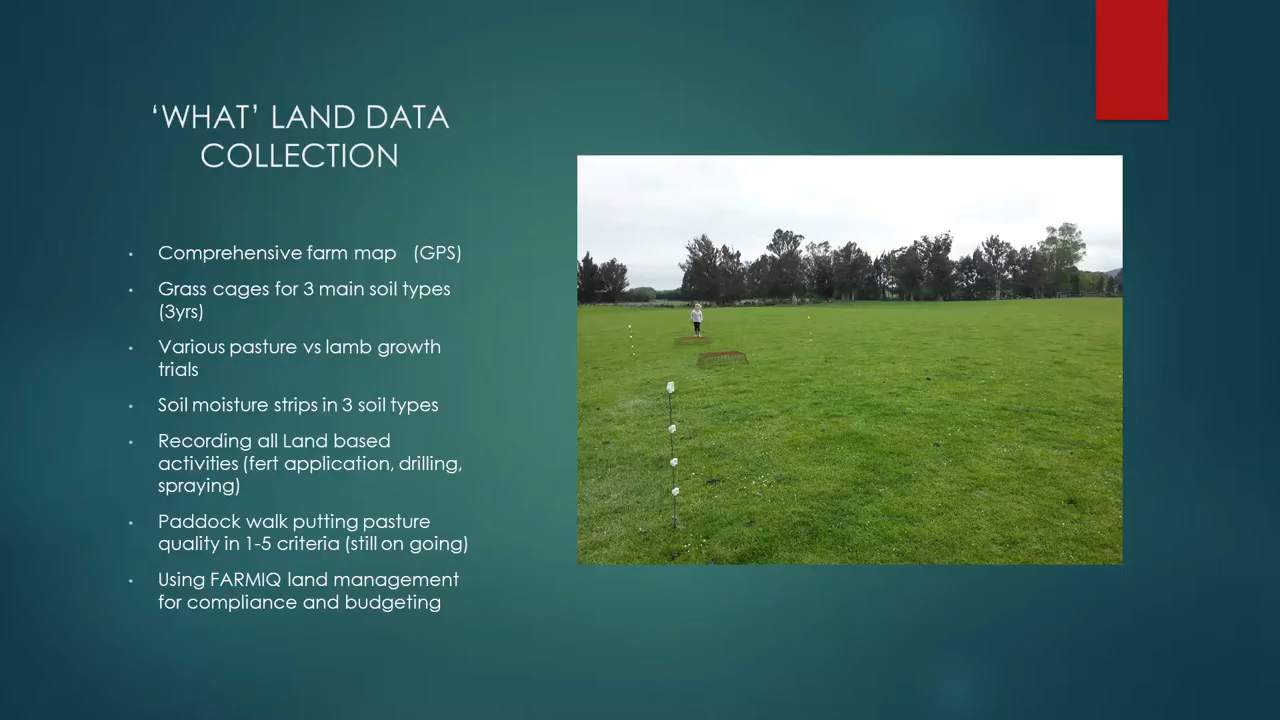 ‘WHAT’ LAND DATA
COLLECTION
• Comprehensive farm map (GPS)
• Grass cages for 3 main soil types
(3yrs)
• Various pasture vs lamb growth
trials
• Soil moisture strips in 3 soil types
• Recording all Land based
activities (fert application, drilling,
spraying)
• Paddock walk putting pasture
quality in 1-5 criteria (still on going)
• Using FARMIQ land management
for compliance and budgeting